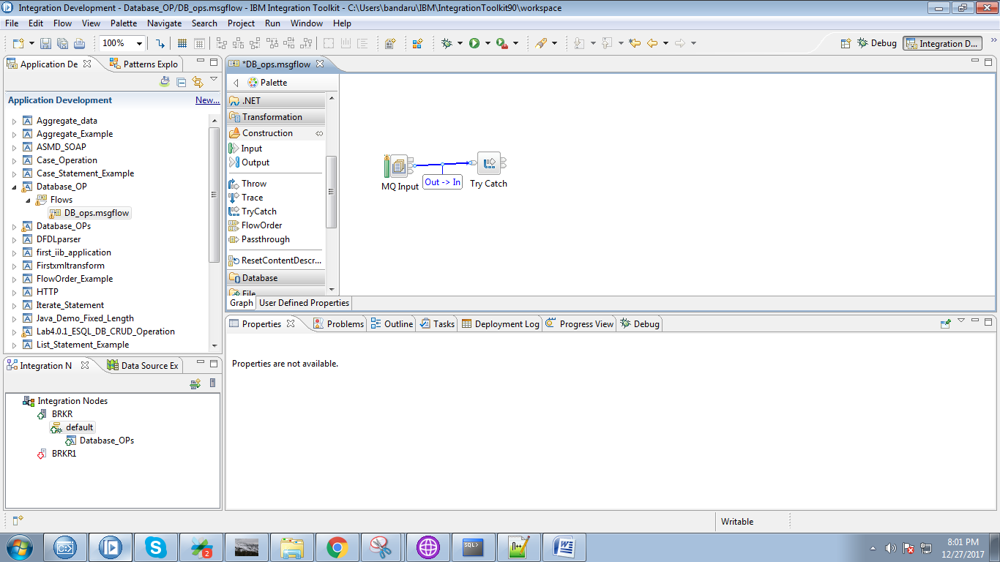 Integration Development - Database_OP/DB_ops.msgflow - IBM Integration Toolkit - C:\Users\bandaru\IBM\IntegrationToolkit90\workspace
File Edit Flow View Palette Navigate Search Project Run Window Help
100% Debug Integration D...
Application De Patterns Explo
Application Development New...
Aggregate_data
Aggregate_Example
ASMD_SOAP
Case_Operation
Case_Statement_Example
Database_OP
Flows
DB_ops.msgflow
Database_OPs
DFDLparser
first_iib_application
Firstxmltransform
FlowOrder_Example
HTTP
Iterate_Statement
Java_Demo_Fixed_Length
Lab4.0.1_ESQL_DB_CRUD_Operation
List_Statement_Example
*DB_ops.msgflow
Palette
.NET
Transformation
Construction
Input
Output
Throw
Trace
TryCatch
FlowOrder
Passthrough
ResetContentDescr...
Database
File
MQ Input
Out -> In
Try Catch
Graph User Defined Properties
Integration N Data Source Ex
Integration Nodes
BRKR
default
Database_OPs
BRKR1
Properties Problems Outline Tasks Deployment Log Progress View Debug
Properties are not available.
Writable
C:\>
S
2
SQL>
n++
W
8:01 PM
12/27/2017